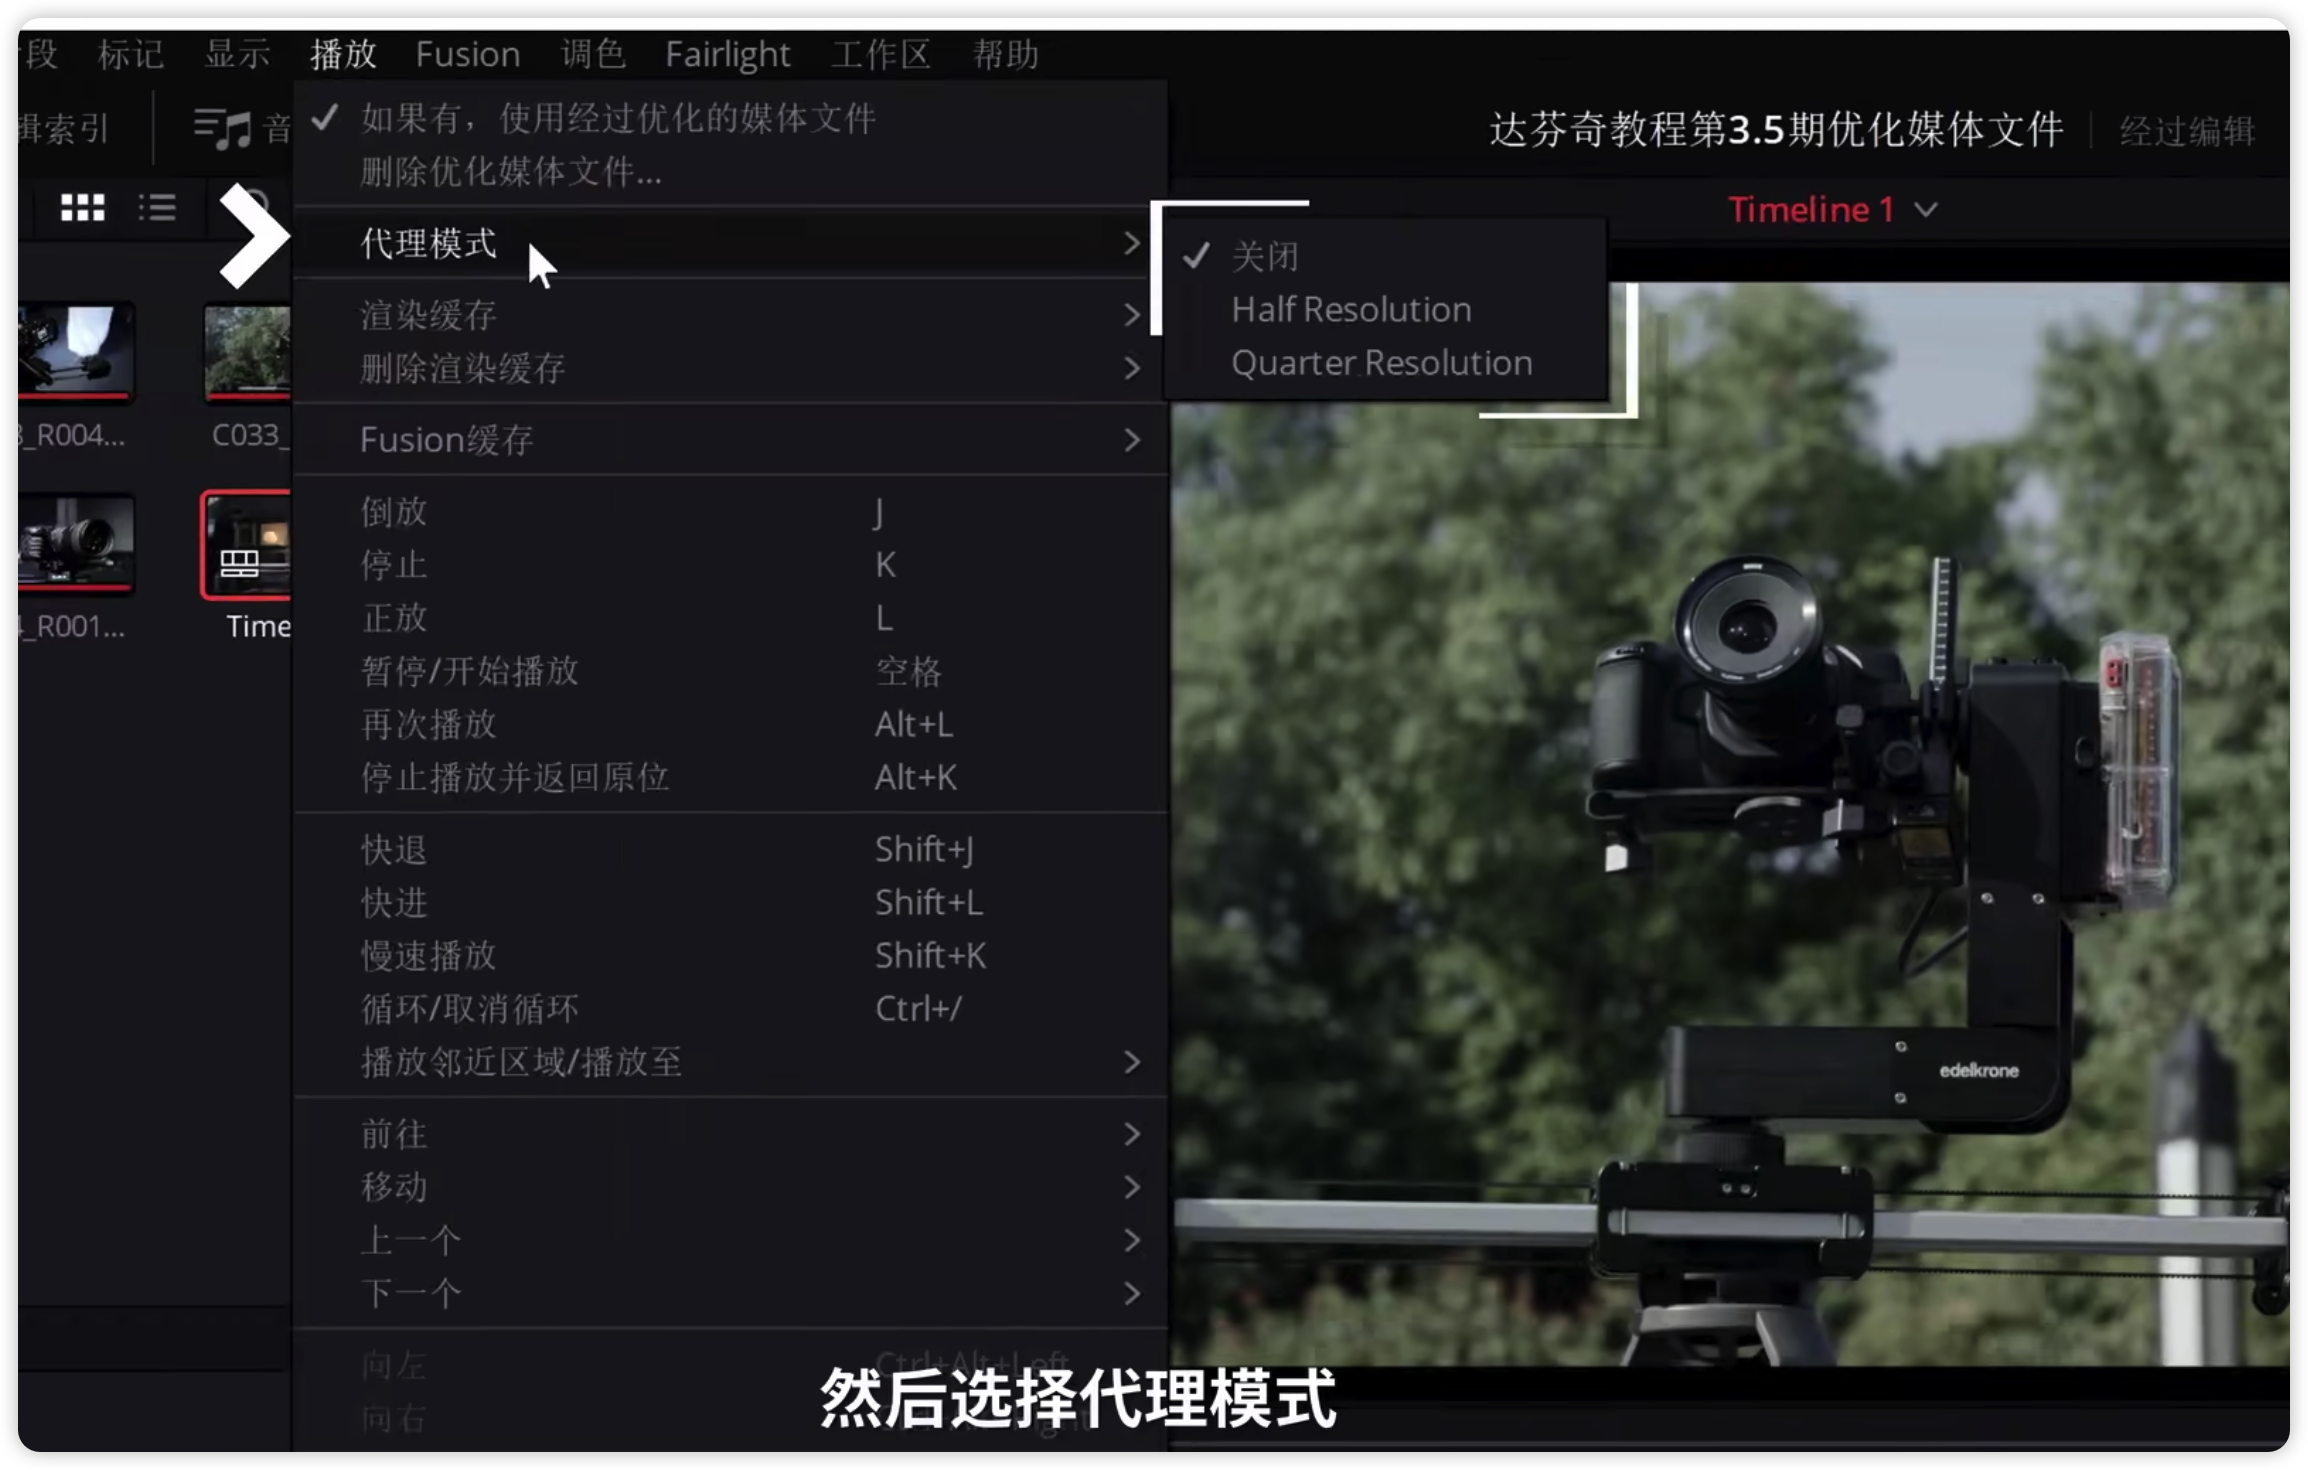 段 标记 显示 播放 Fusion 调色 Fairlight 工作区 帮助
辑索引 音
达芬奇教程第3.5期优化媒体文件 经过编辑
Timeline 1
如果有，使用经过优化的媒体文件
删除优化媒体文件...
代理模式
关闭
Half Resolution
Quarter Resolution
渲染缓存
删除渲染缓存
Fusion缓存
倒放 J
停止 K
正放 L
暂停/开始播放 空格
再次播放 Alt+L
停止播放并返回原位 Alt+K
快退 Shift+J
快进 Shift+L
慢速播放 Shift+K
循环/取消循环 Ctrl+/
播放邻近区域/播放至
前往
移动
上一个
下一个
向左 Ctrl+Alt+Left
向右
_R004...
C033_
_R001...
Time
edelkrone
然后选择代理模式